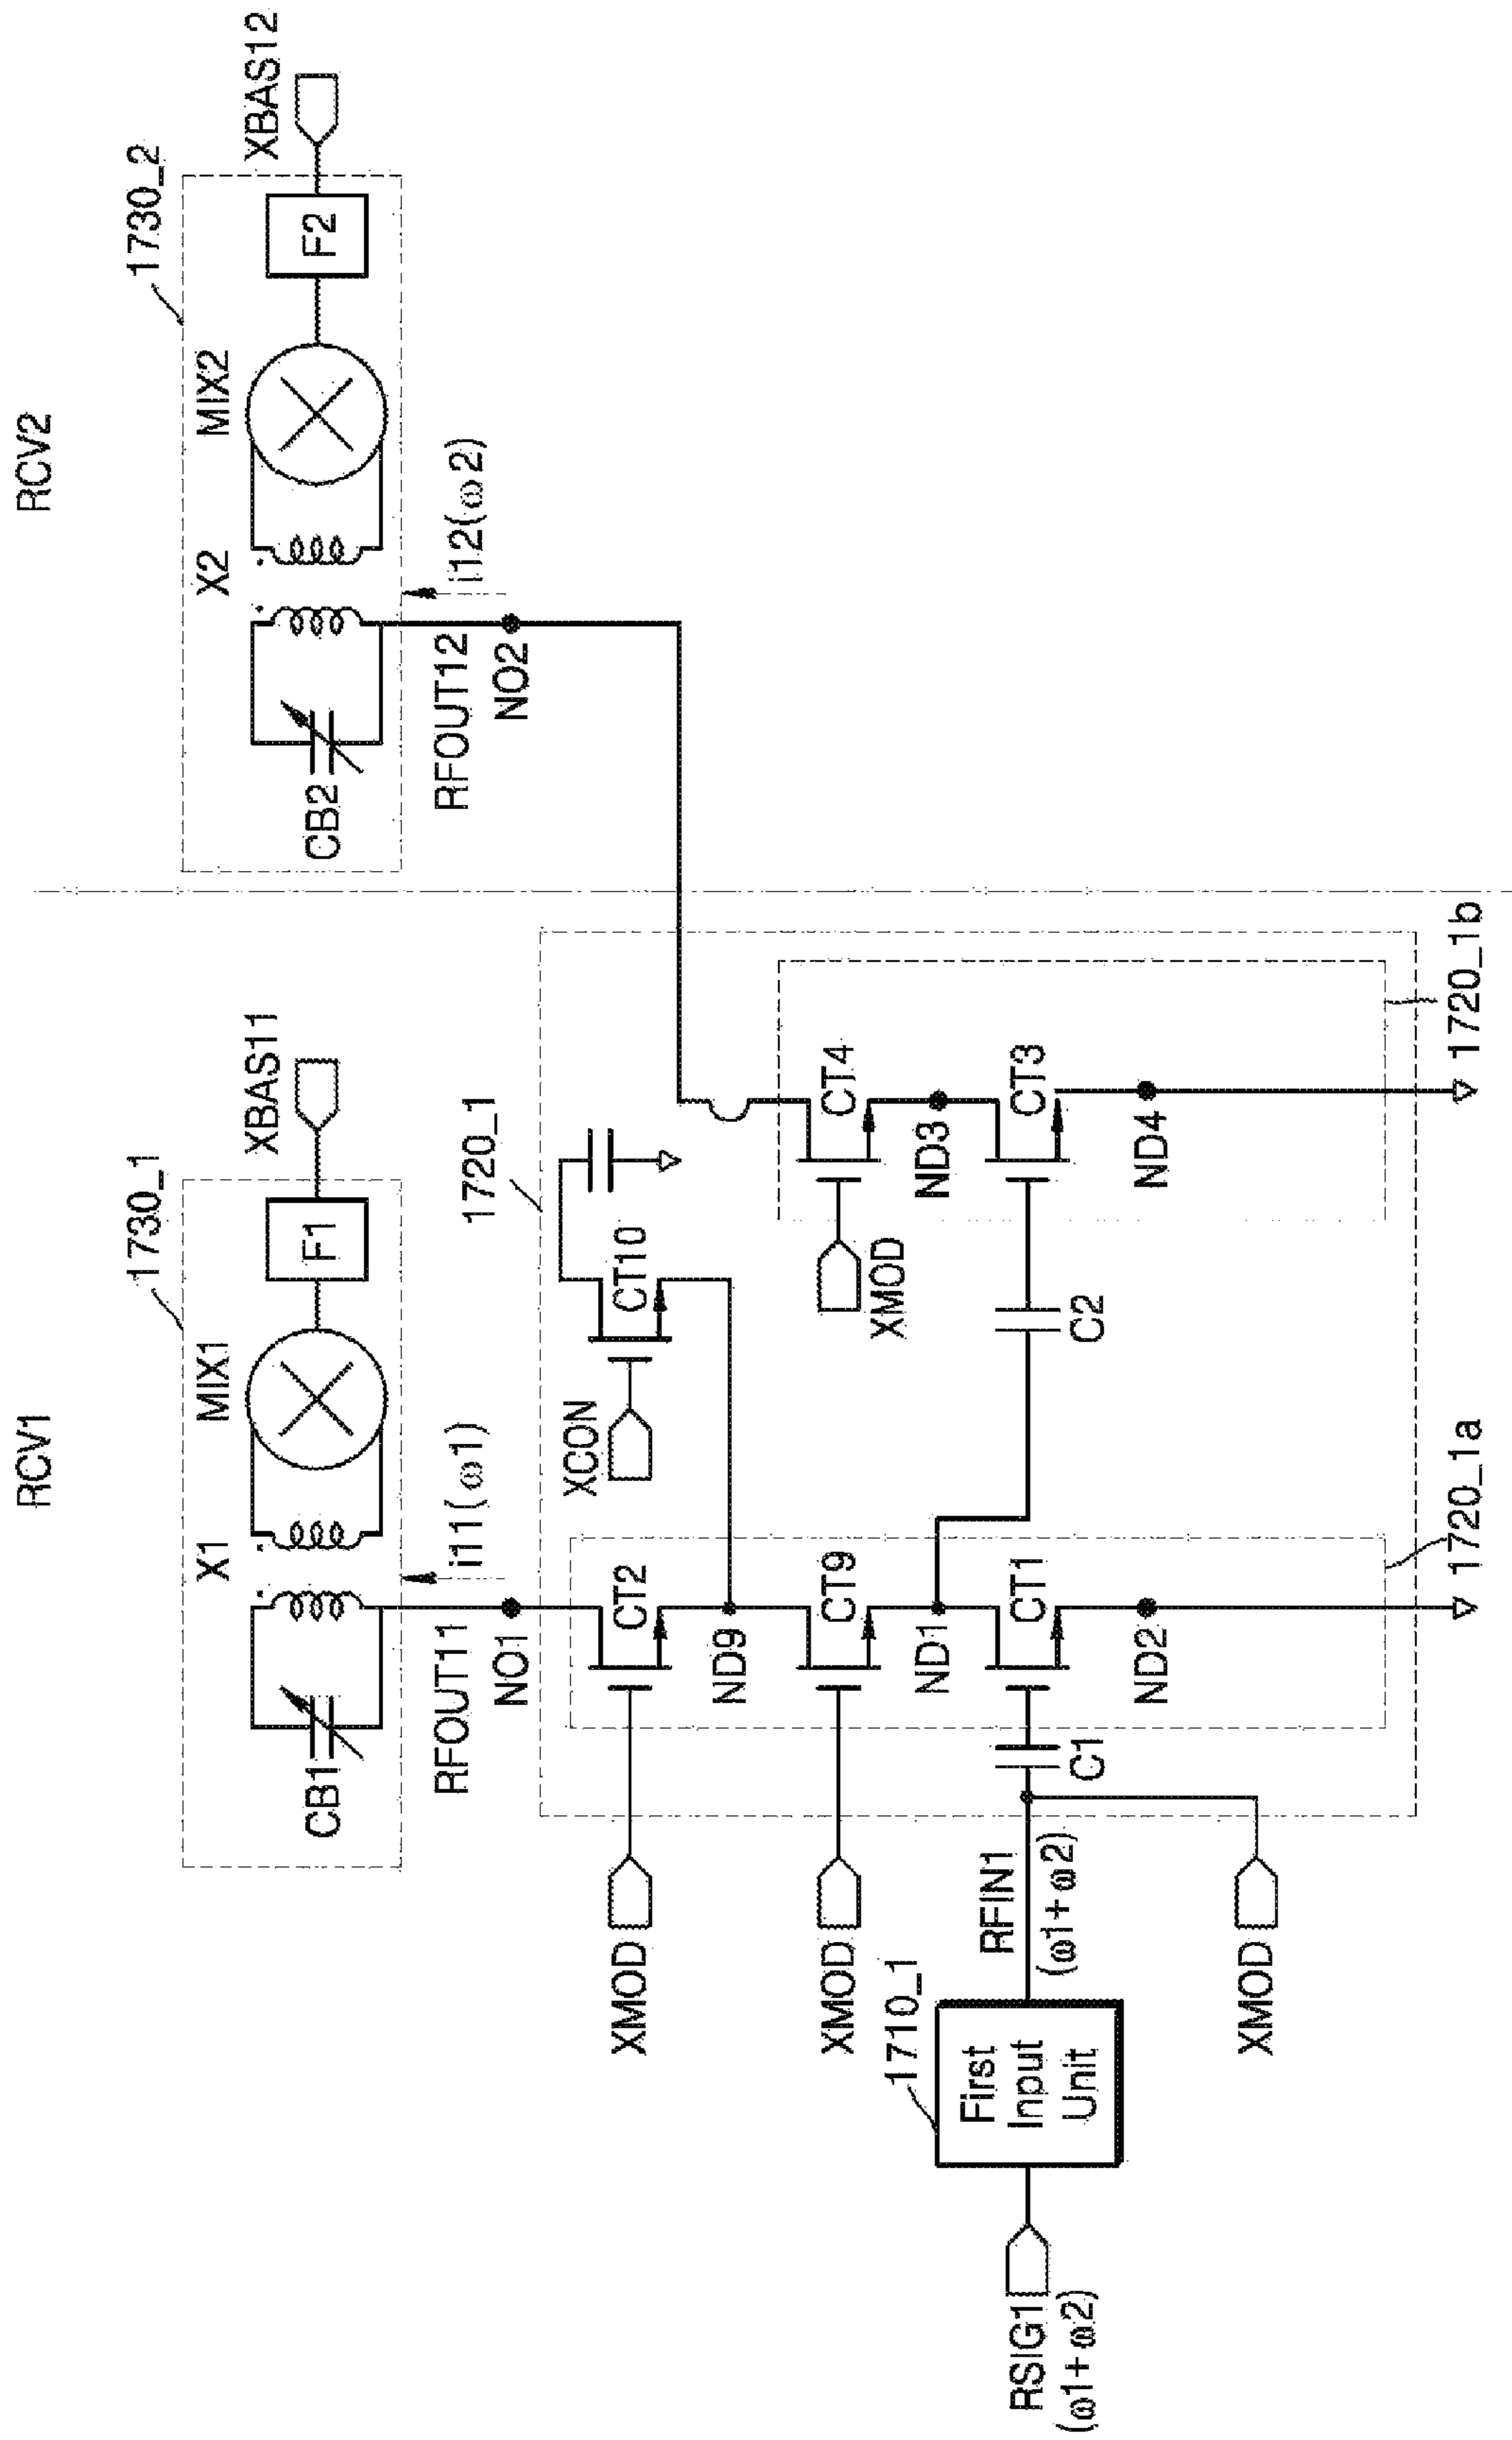 RCV1
RCV2
1730_1
XBAS11
X1
MIX1
F1
CB1
RFOUT11
i11(ω1)
NO1
1730_2
XBAS12
X2
MIX2
F2
CB2
RFOUT12
i12(ω2)
NO2
1720_1
XMOD
CT2
XCON
CT10
ND9
XMOD
CT9
XMOD
CT4
ND1
ND3
1710_1
RSIG1
(ω1+ω2)
First
Input
Unit
RFIN1
(ω1+ω2)
C1
CT1
C2
CT3
ND2
ND4
XMOD
1720_1a
1720_1b